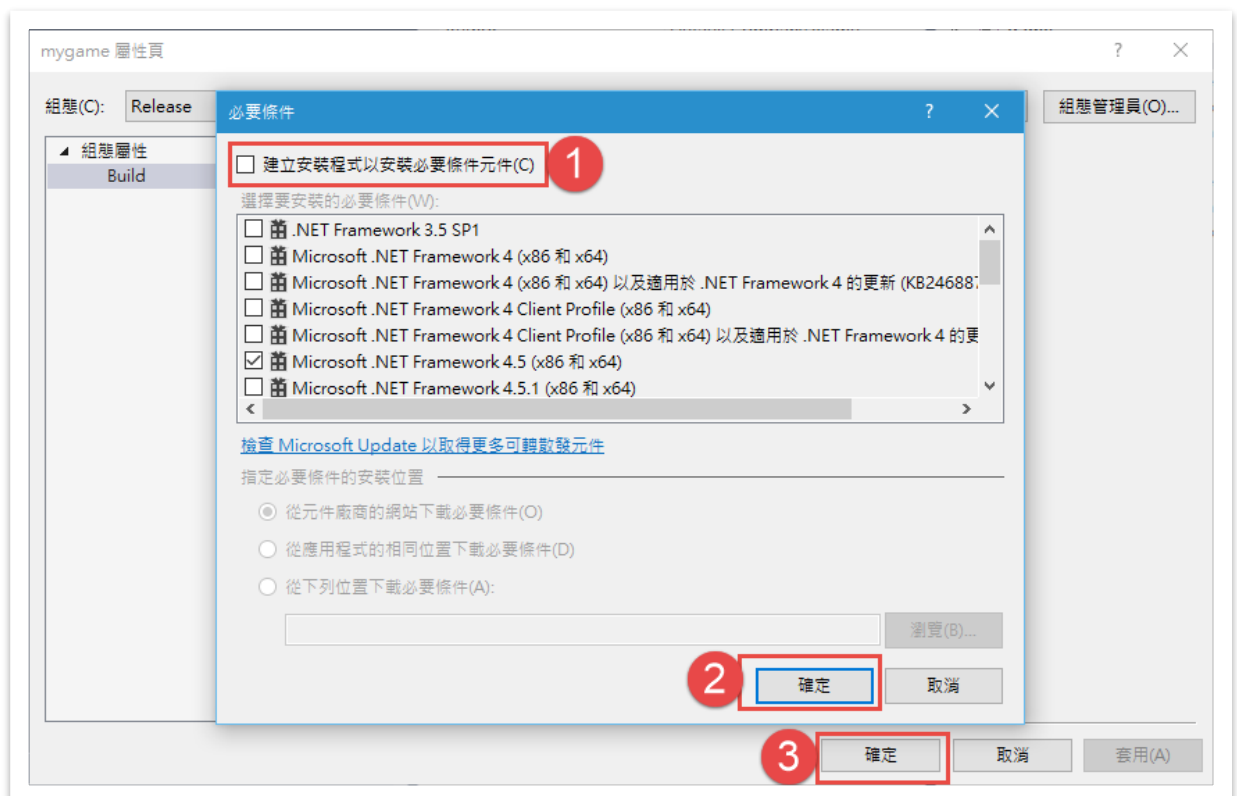 mygame 屬性頁
組態(C): Release
組態管理員(O)...
組態屬性
Build
必要條件
建立安裝程式以安裝必要條件元件(C)
1
選擇要安裝的必要條件(W):
.NET Framework 3.5 SP1
Microsoft .NET Framework 4 (x86 和 x64)
Microsoft .NET Framework 4 (x86 和 x64) 以及適用於 .NET Framework 4 的更新 (KB246887
Microsoft .NET Framework 4 Client Profile (x86 和 x64)
Microsoft .NET Framework 4 Client Profile (x86 和 x64) 以及適用於 .NET Framework 4 的更
Microsoft .NET Framework 4.5 (x86 和 x64)
Microsoft .NET Framework 4.5.1 (x86 和 x64)
檢查 Microsoft Update 以取得更多可轉散發元件
指定必要條件的安裝位置
從元件廠商的網站下載必要條件(O)
從應用程式的相同位置下載必要條件(D)
從下列位置下載必要條件(A):
瀏覽(B)...
2 確定 取消
3 確定 取消 套用(A)